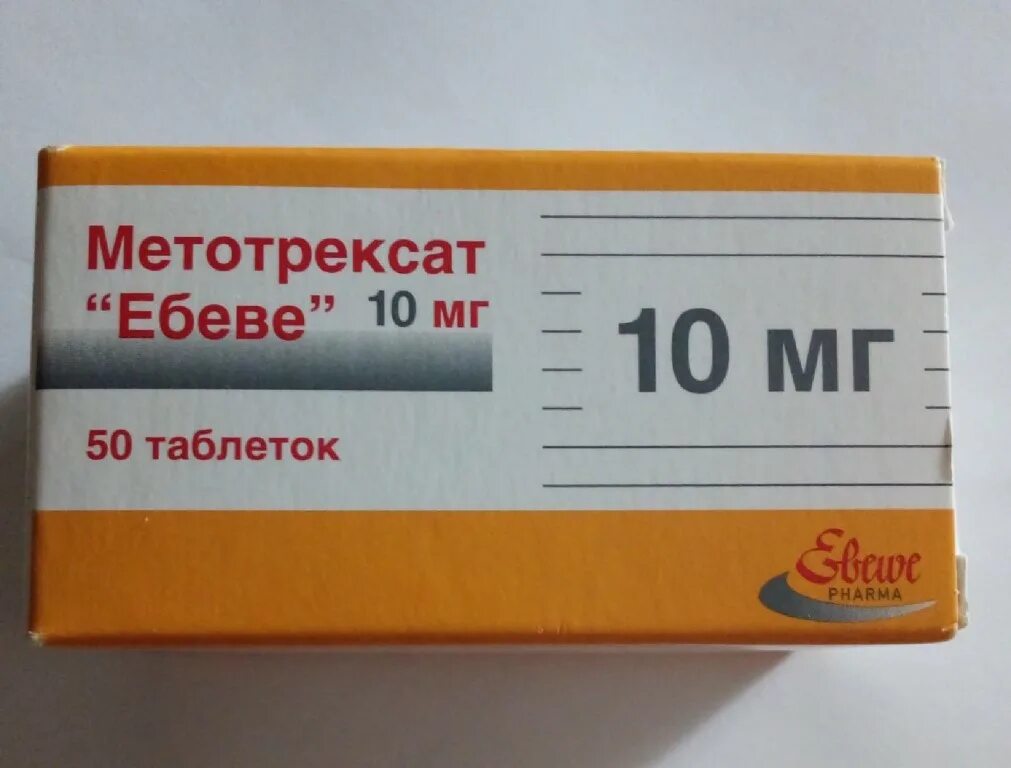 Метотрексат
“Ебеве” 10 мг
10 мг
50 таблеток
Ebewe
PHARMA